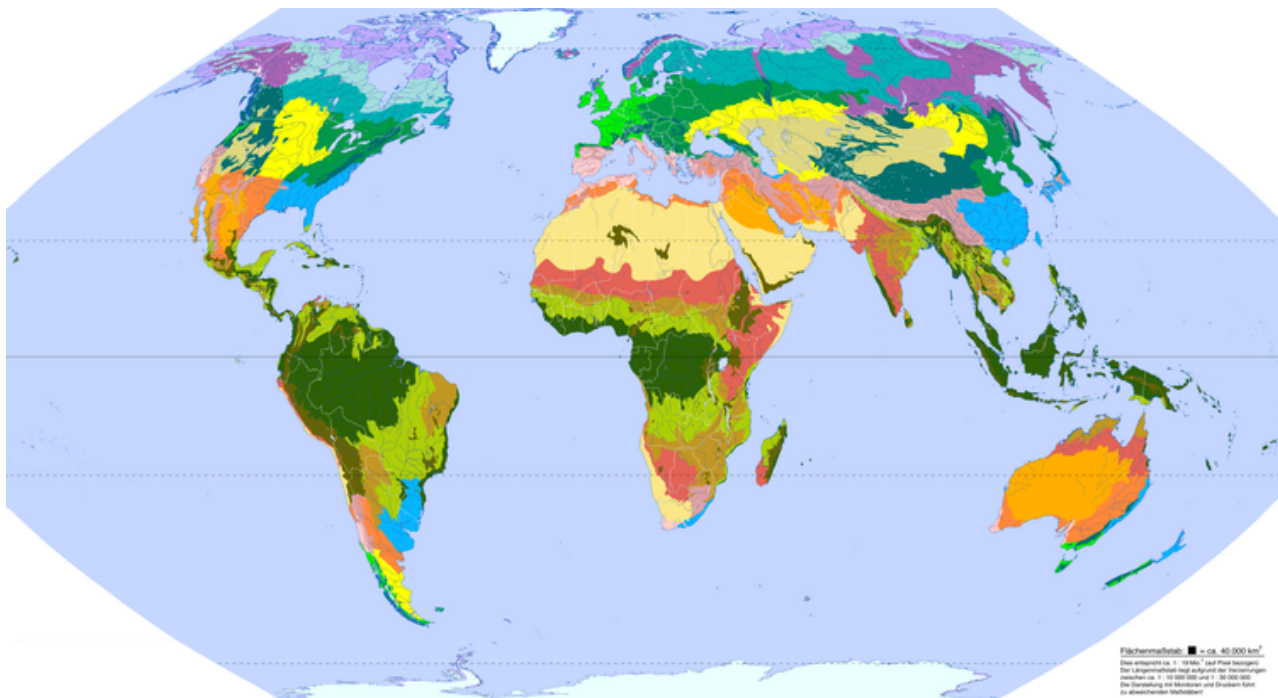 Flächenmaßstab: ■ = ca. 40.000 km²
Dies entspricht ca. 1 : 19 Mio.¹ (auf Pixel bezogen)
Der Längenmaßstab liegt aufgrund der Verzerrungen
zwischen ca. 1 : 10 000 000 und 1 : 30 000 000
Die Darstellung mit Monitoren und Druckern führt
zu abweichenden Maßstäben!